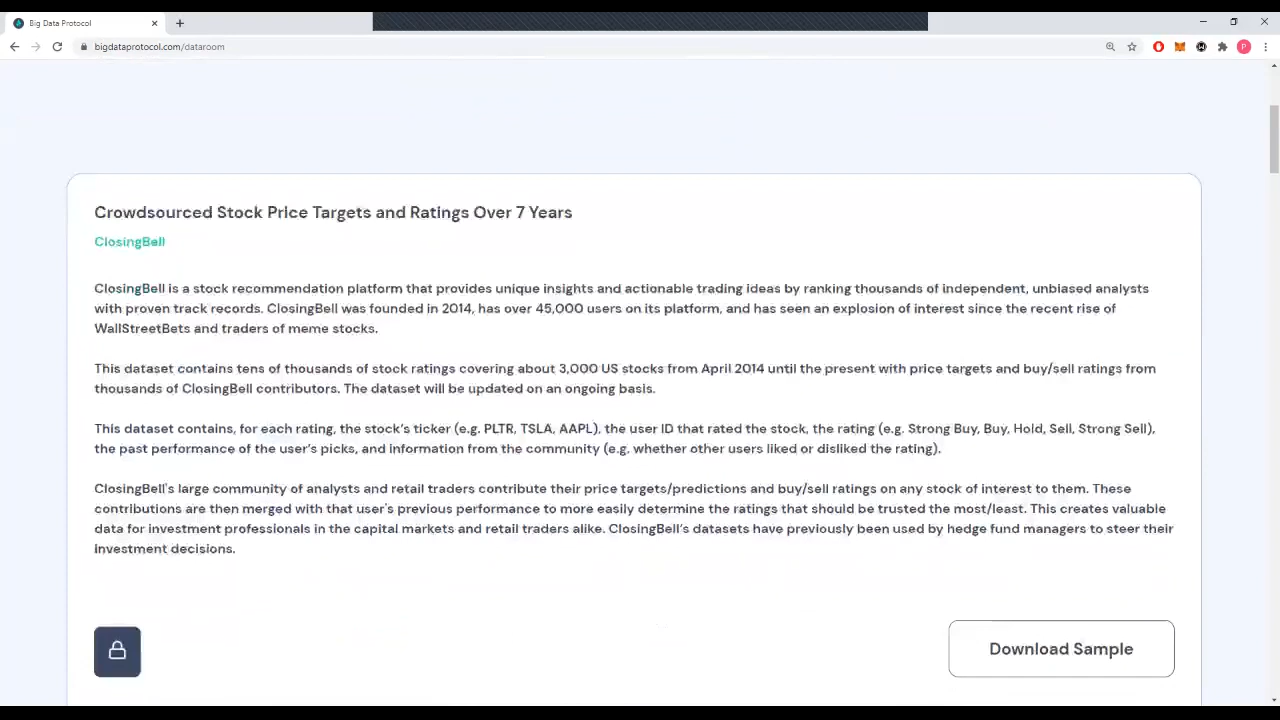 Big Data Protocol
bigdataprotocol.com/dataroom
P
Crowdsourced Stock Price Targets and Ratings Over 7 Years
ClosingBell
ClosingBell is a stock recommendation platform that provides unique insights and actionable trading ideas by ranking thousands of independent, unbiased analysts
with proven track records. ClosingBell was founded in 2014, has over 45,000 users on its platform, and has seen an explosion of interest since the recent rise of
WallStreetBets and traders of meme stocks.
This dataset contains tens of thousands of stock ratings covering about 3,000 US stocks from April 2014 until the present with price targets and buy/sell ratings from
thousands of ClosingBell contributors. The dataset will be updated on an ongoing basis.
This dataset contains, for each rating, the stock's ticker (e.g. PLTR, TSLA, AAPL), the user ID that rated the stock, the rating (e.g. Strong Buy, Buy, Hold, Sell, Strong Sell),
the past performance of the user's picks, and information from the community (e.g. whether other users liked or disliked the rating).
ClosingBell's large community of analysts and retail traders contribute their price targets/predictions and buy/sell ratings on any stock of interest to them. These
contributions are then merged with that user's previous performance to more easily determine the ratings that should be trusted the most/least. This creates valuable
data for investment professionals in the capital markets and retail traders alike. ClosingBell's datasets have previously been used by hedge fund managers to steer their
investment decisions.
Download Sample